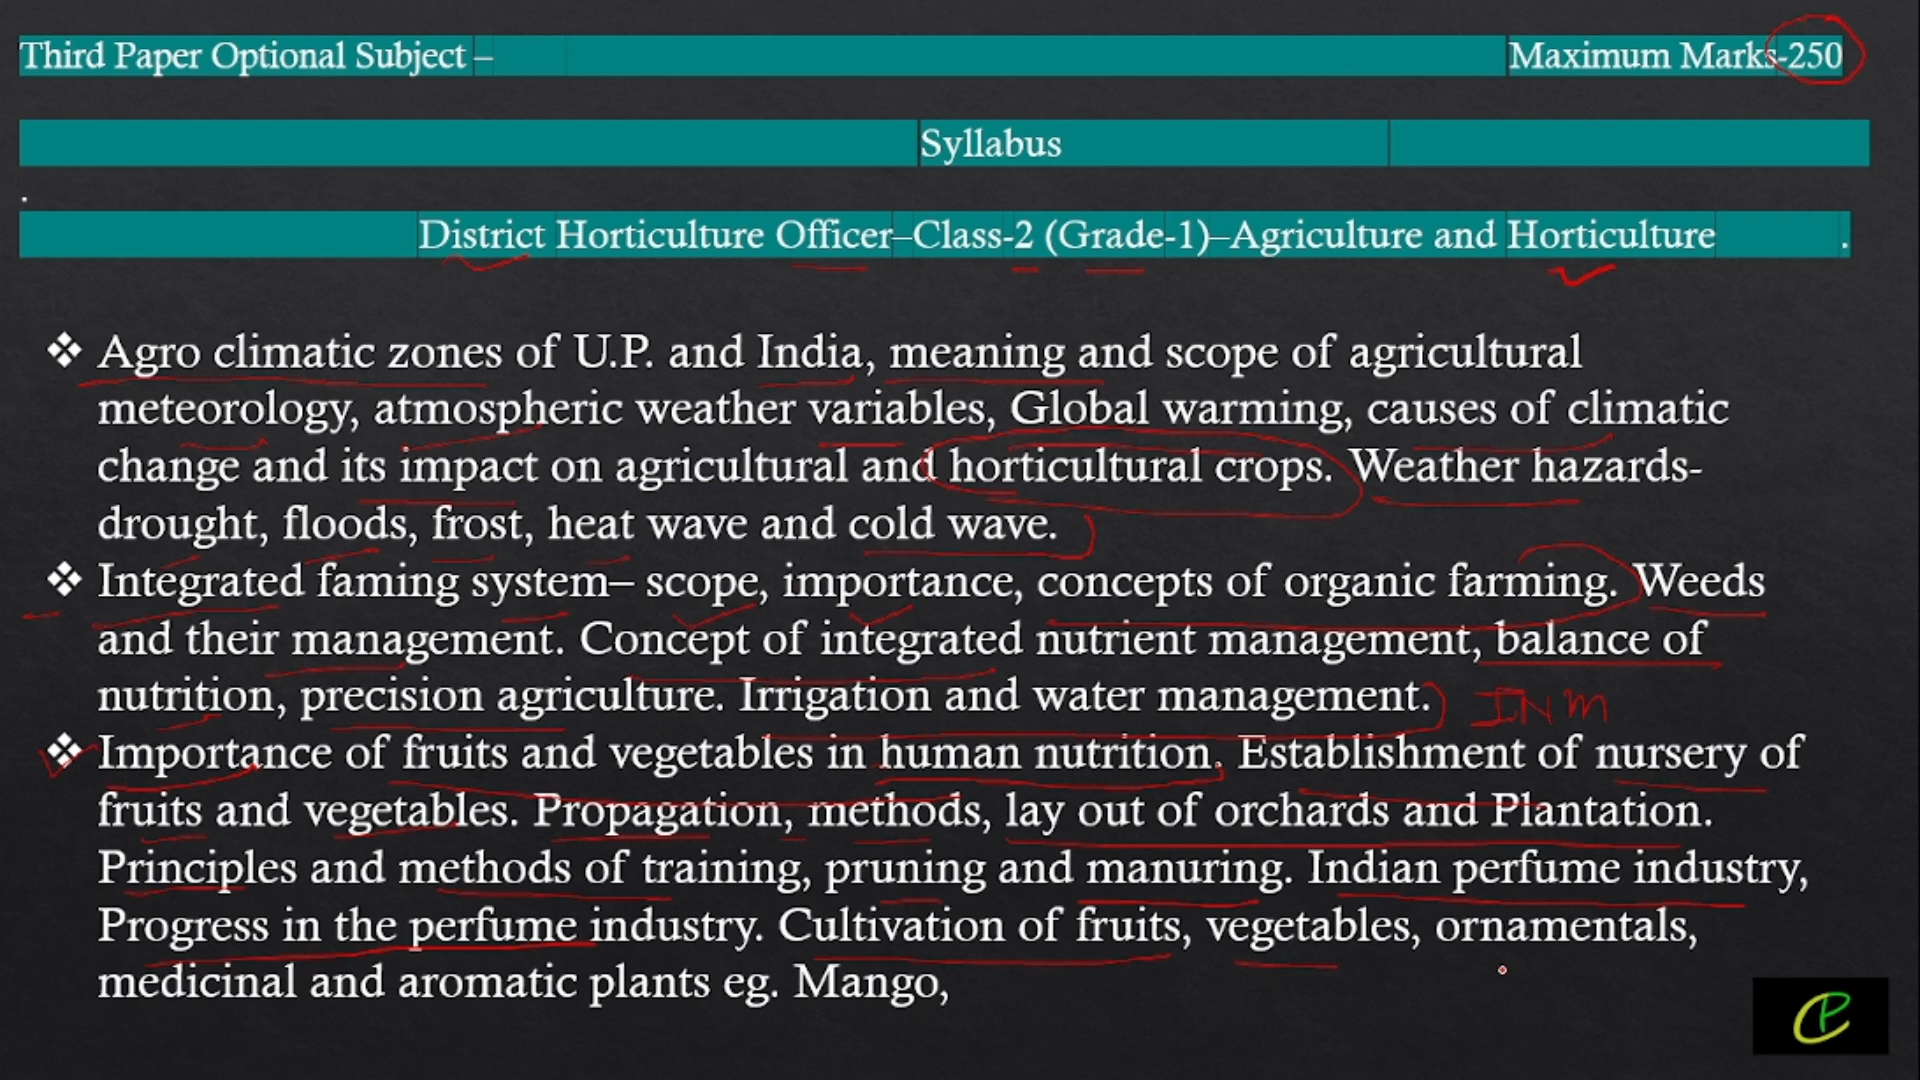 Third Paper Optional Subject –   Maximum Marks-250
Syllabus
.
District Horticulture Officer–Class-2 (Grade-1)–Agriculture and Horticulture .
❖ Agro climatic zones of U.P. and India, meaning and scope of agricultural
meteorology, atmospheric weather variables, Global warming, causes of climatic
change and its impact on agricultural and horticultural crops. Weather hazards-
drought, floods, frost, heat wave and cold wave.
❖ Integrated faming system– scope, importance, concepts of organic farming. Weeds
and their management. Concept of integrated nutrient management, balance of
nutrition, precision agriculture. Irrigation and water management. INM
❖ Importance of fruits and vegetables in human nutrition. Establishment of nursery of
fruits and vegetables. Propagation, methods, lay out of orchards and Plantation.
Principles and methods of training, pruning and manuring. Indian perfume industry,
Progress in the perfume industry. Cultivation of fruits, vegetables, ornamentals,
medicinal and aromatic plants eg. Mango,
CP